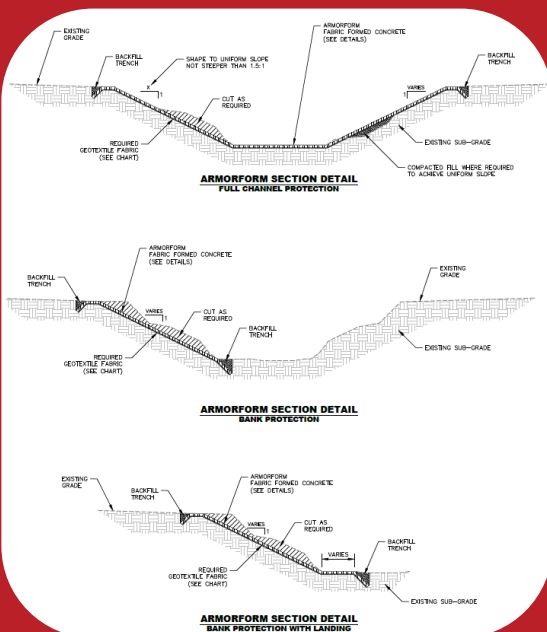 EXISTING
GRADE
BACKFILL
TRENCH
SHAPE TO UNIFORM SLOPE
NOT STEEPER THAN 1.5:1
ARMORFORM
FABRIC FORMED CONCRETE
(SEE DETAILS)
BACKFILL
TRENCH
X
1
CUT AS
REQUIRED
VARIES
1
REQUIRED
GEOTEXTILE FABRIC
(SEE CHART)
EXISTING SUB-GRADE
COMPACTED FILL WHERE REQUIRED
TO ACHIEVE UNIFORM SLOPE
ARMORFORM SECTION DETAIL
FULL CHANNEL PROTECTION
ARMORFORM
FABRIC FORMED CONCRETE
(SEE DETAILS)
BACKFILL
TRENCH
EXISTING
GRADE
VARIES
1
CUT AS
REQUIRED
BACKFILL
TRENCH
REQUIRED
GEOTEXTILE FABRIC
(SEE CHART)
EXISTING SUB-GRADE
ARMORFORM SECTION DETAIL
BANK PROTECTION
EXISTING
GRADE
BACKFILL
TRENCH
ARMORFORM
FABRIC FORMED CONCRETE
(SEE DETAILS)
VARIES
1
CUT AS
REQUIRED
VARIES
BACKFILL
TRENCH
REQUIRED
GEOTEXTILE FABRIC
(SEE CHART)
EXISTING SUB-GRADE
ARMORFORM SECTION DETAIL
BANK PROTECTION WITH LANDING